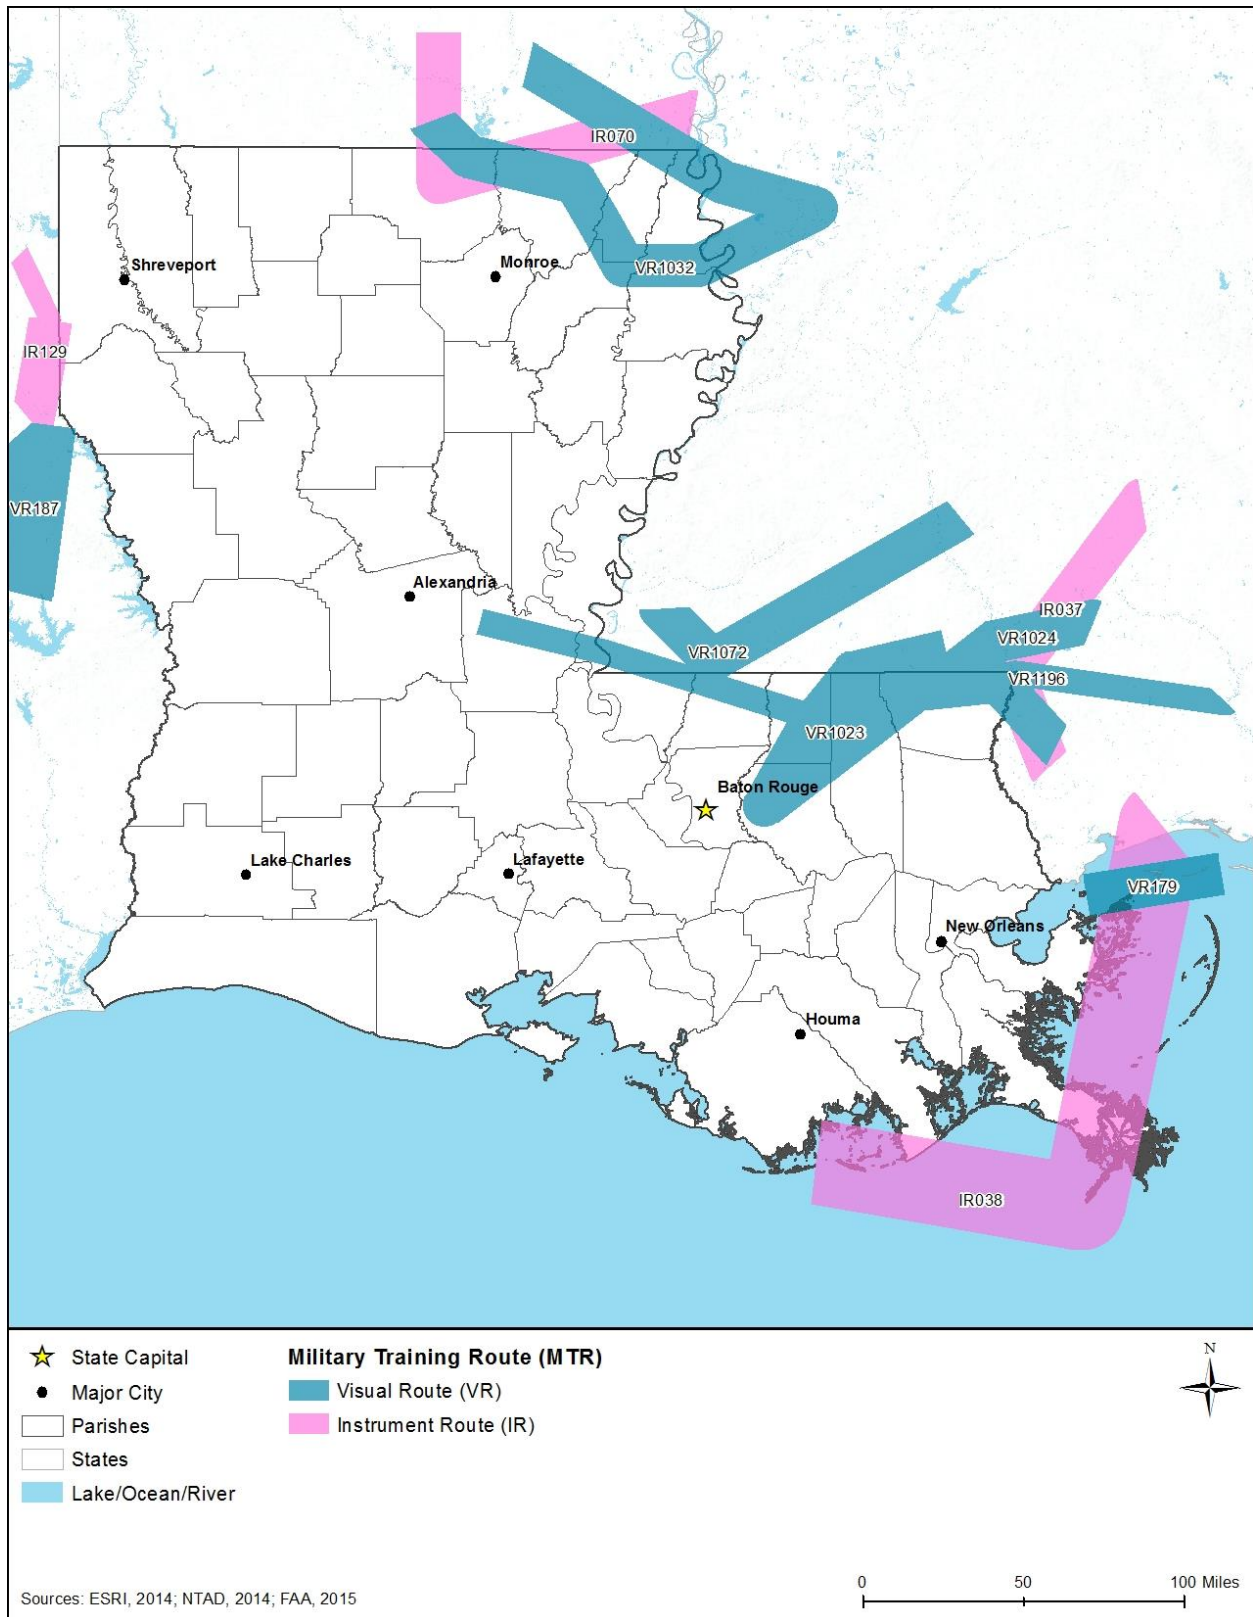 IR070
Shreveport
Monroe
VR1032
IR129
VR187
Alexandria
IR037
VR1024
VR1072
VR1196
VR1023
Baton Rouge
Lake Charles
Lafayette
VR179
New Orleans
Houma
IR038
State Capital
Major City
Parishes
States
Lake/Ocean/River
Military Training Route (MTR)
Visual Route (VR)
Instrument Route (IR)
N
Sources: ESRI, 2014; NTAD, 2014; FAA, 2015
0 50 100 Miles